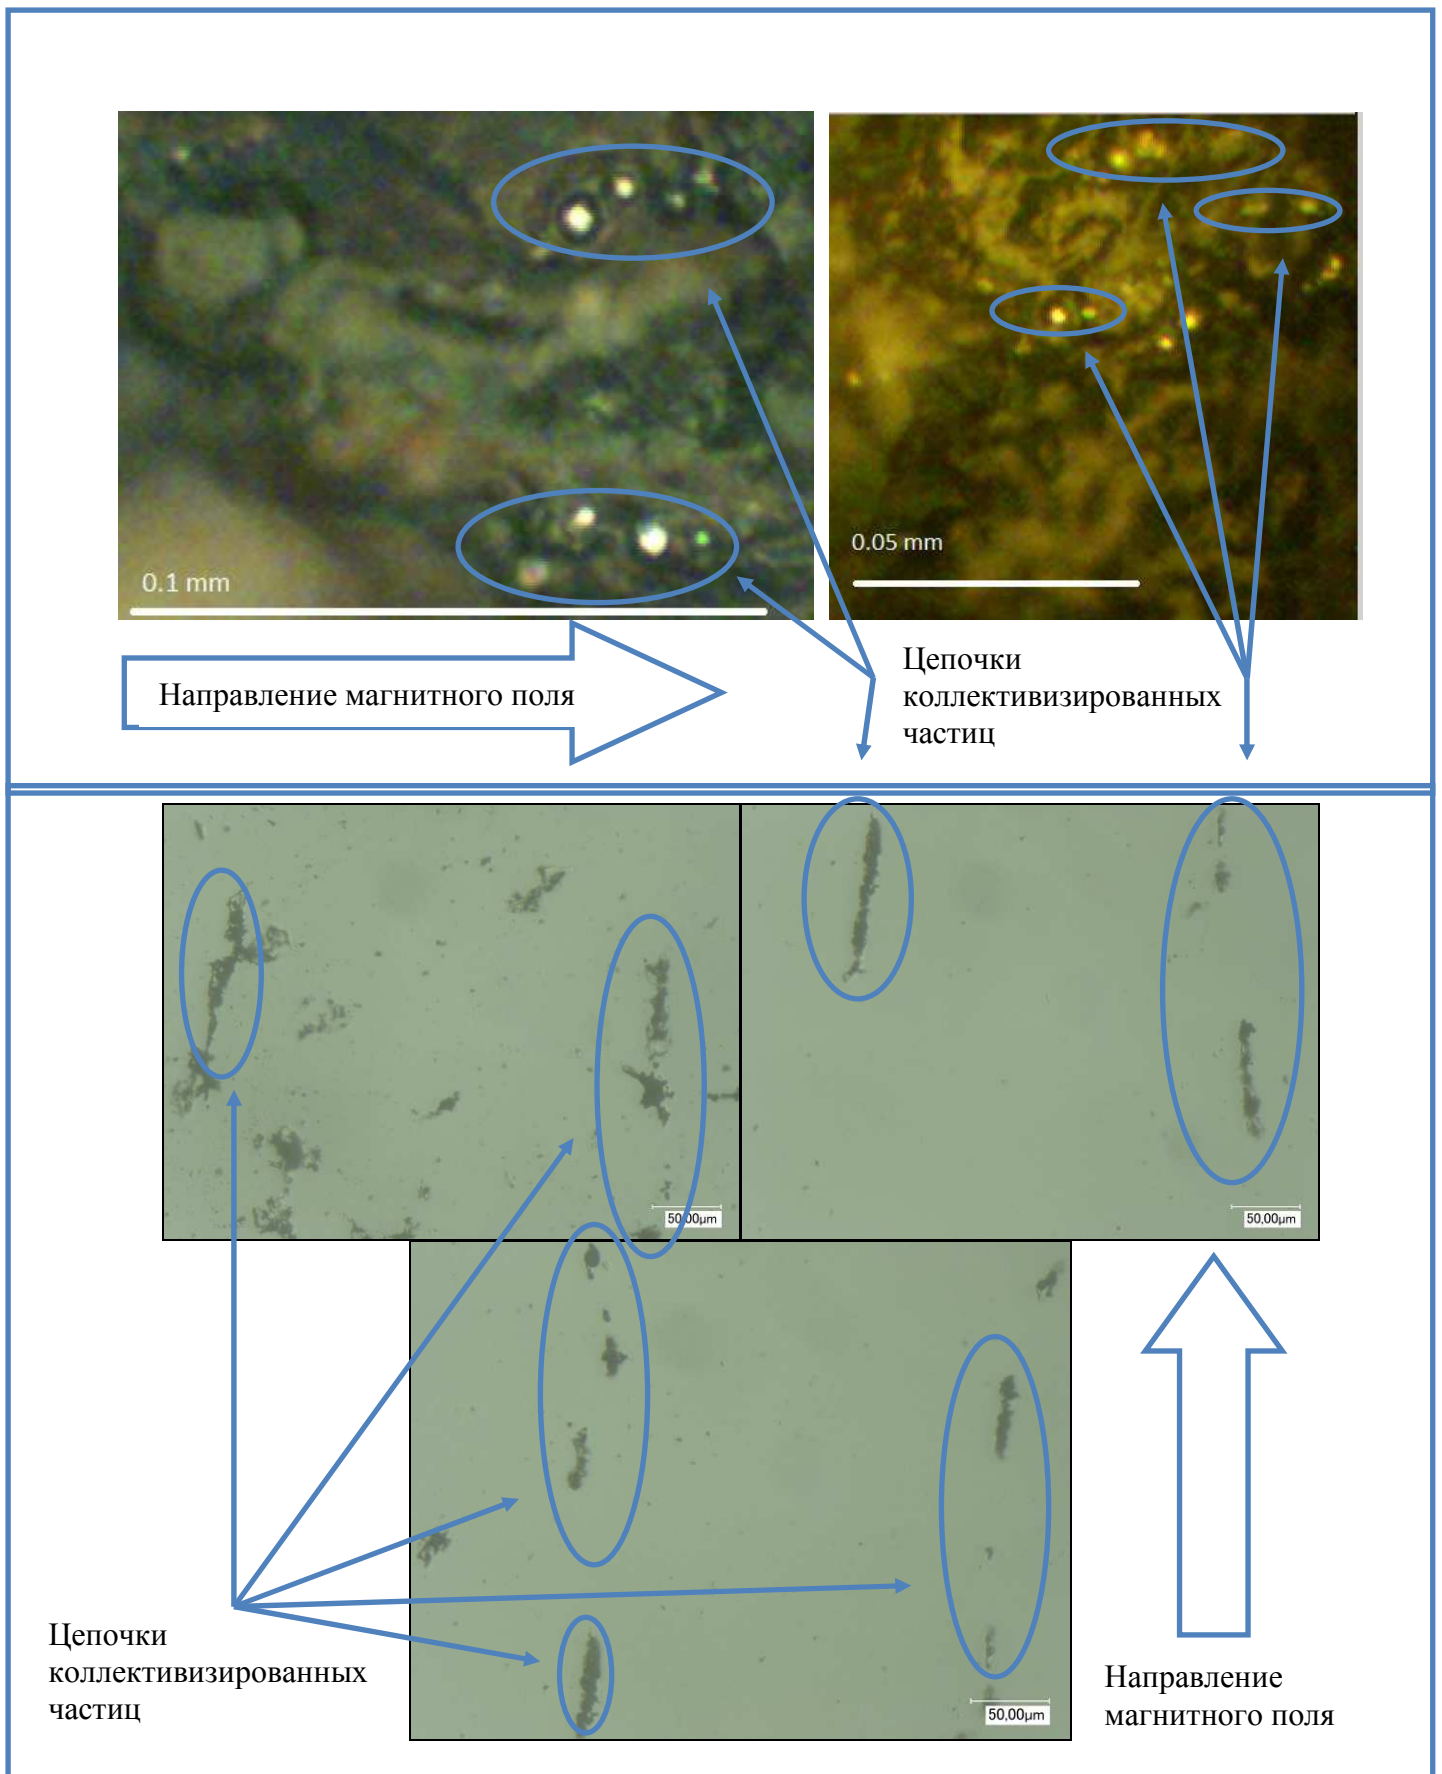 0.1 mm
0.05 mm
Направление магнитного поля
Цепочки
коллективизированных
частиц
50,00µm
50,00µm
50,00µm
Цепочки
коллективизированных
частиц
Направление
магнитного поля